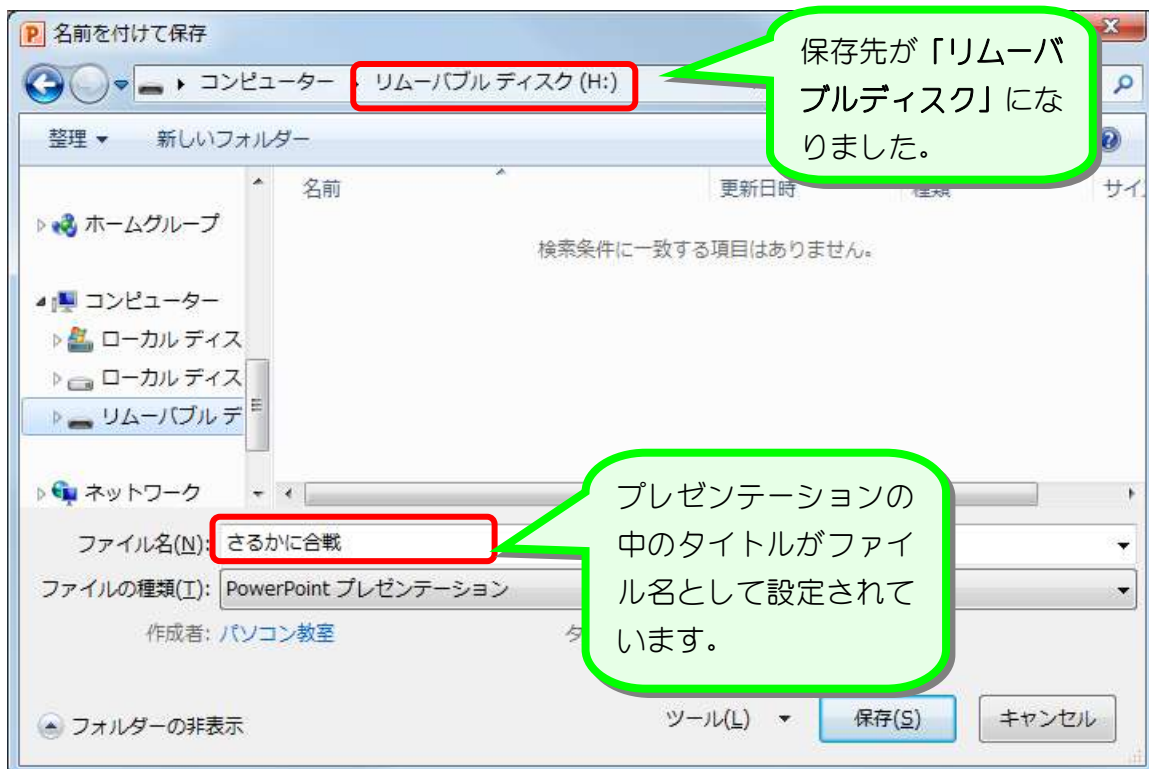 名前を付けて保存
保存先が「リムーバ
ブルディスク」にな
りました。
コンピューター リムーバブル ディスク (H:)
整理 新しいフォルダー
名前 更新日時 種類 サイ
ホームグループ
検索条件に一致する項目はありません。
コンピューター
ローカル ディス
ローカル ディス
リムーバブル デ
ネットワーク
プレゼンテーションの
中のタイトルがファイ
ル名として設定されて
います。
ファイル名(N): さるかに合戦
ファイルの種類(T): PowerPoint プレゼンテーション
作成者: パソコン教室 タ
フォルダーの非表示
ツール(L) 保存(S) キャンセル